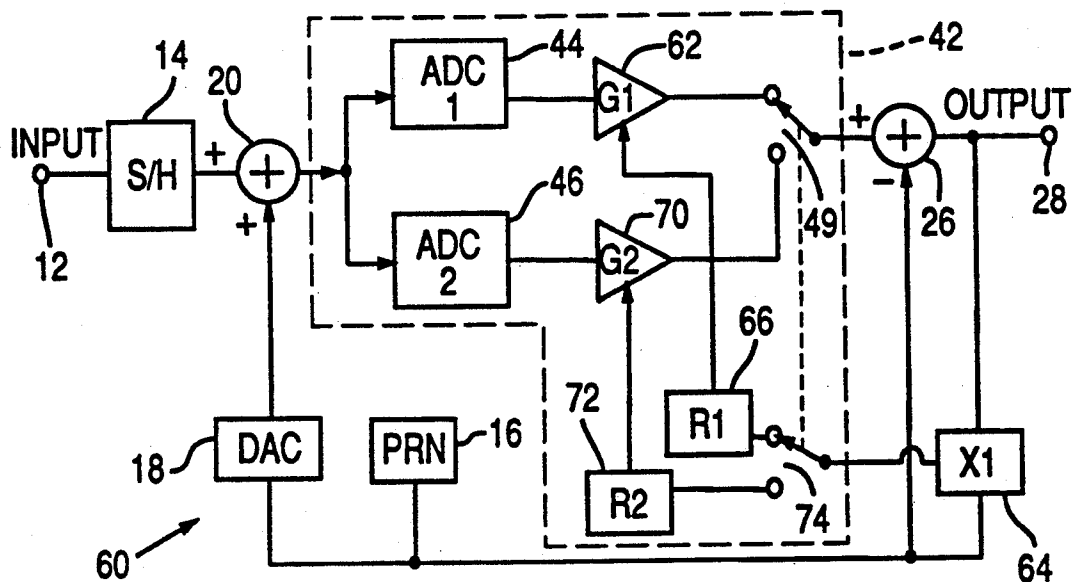 44
62
42
14
20
ADC
1
G1
OUTPUT
INPUT
S/H
+
+
+
+
+
-
12
46
70
49
26
28
ADC
2
G2
66
72
R1
18
DAC
PRN
16
R2
74
X1
60
64